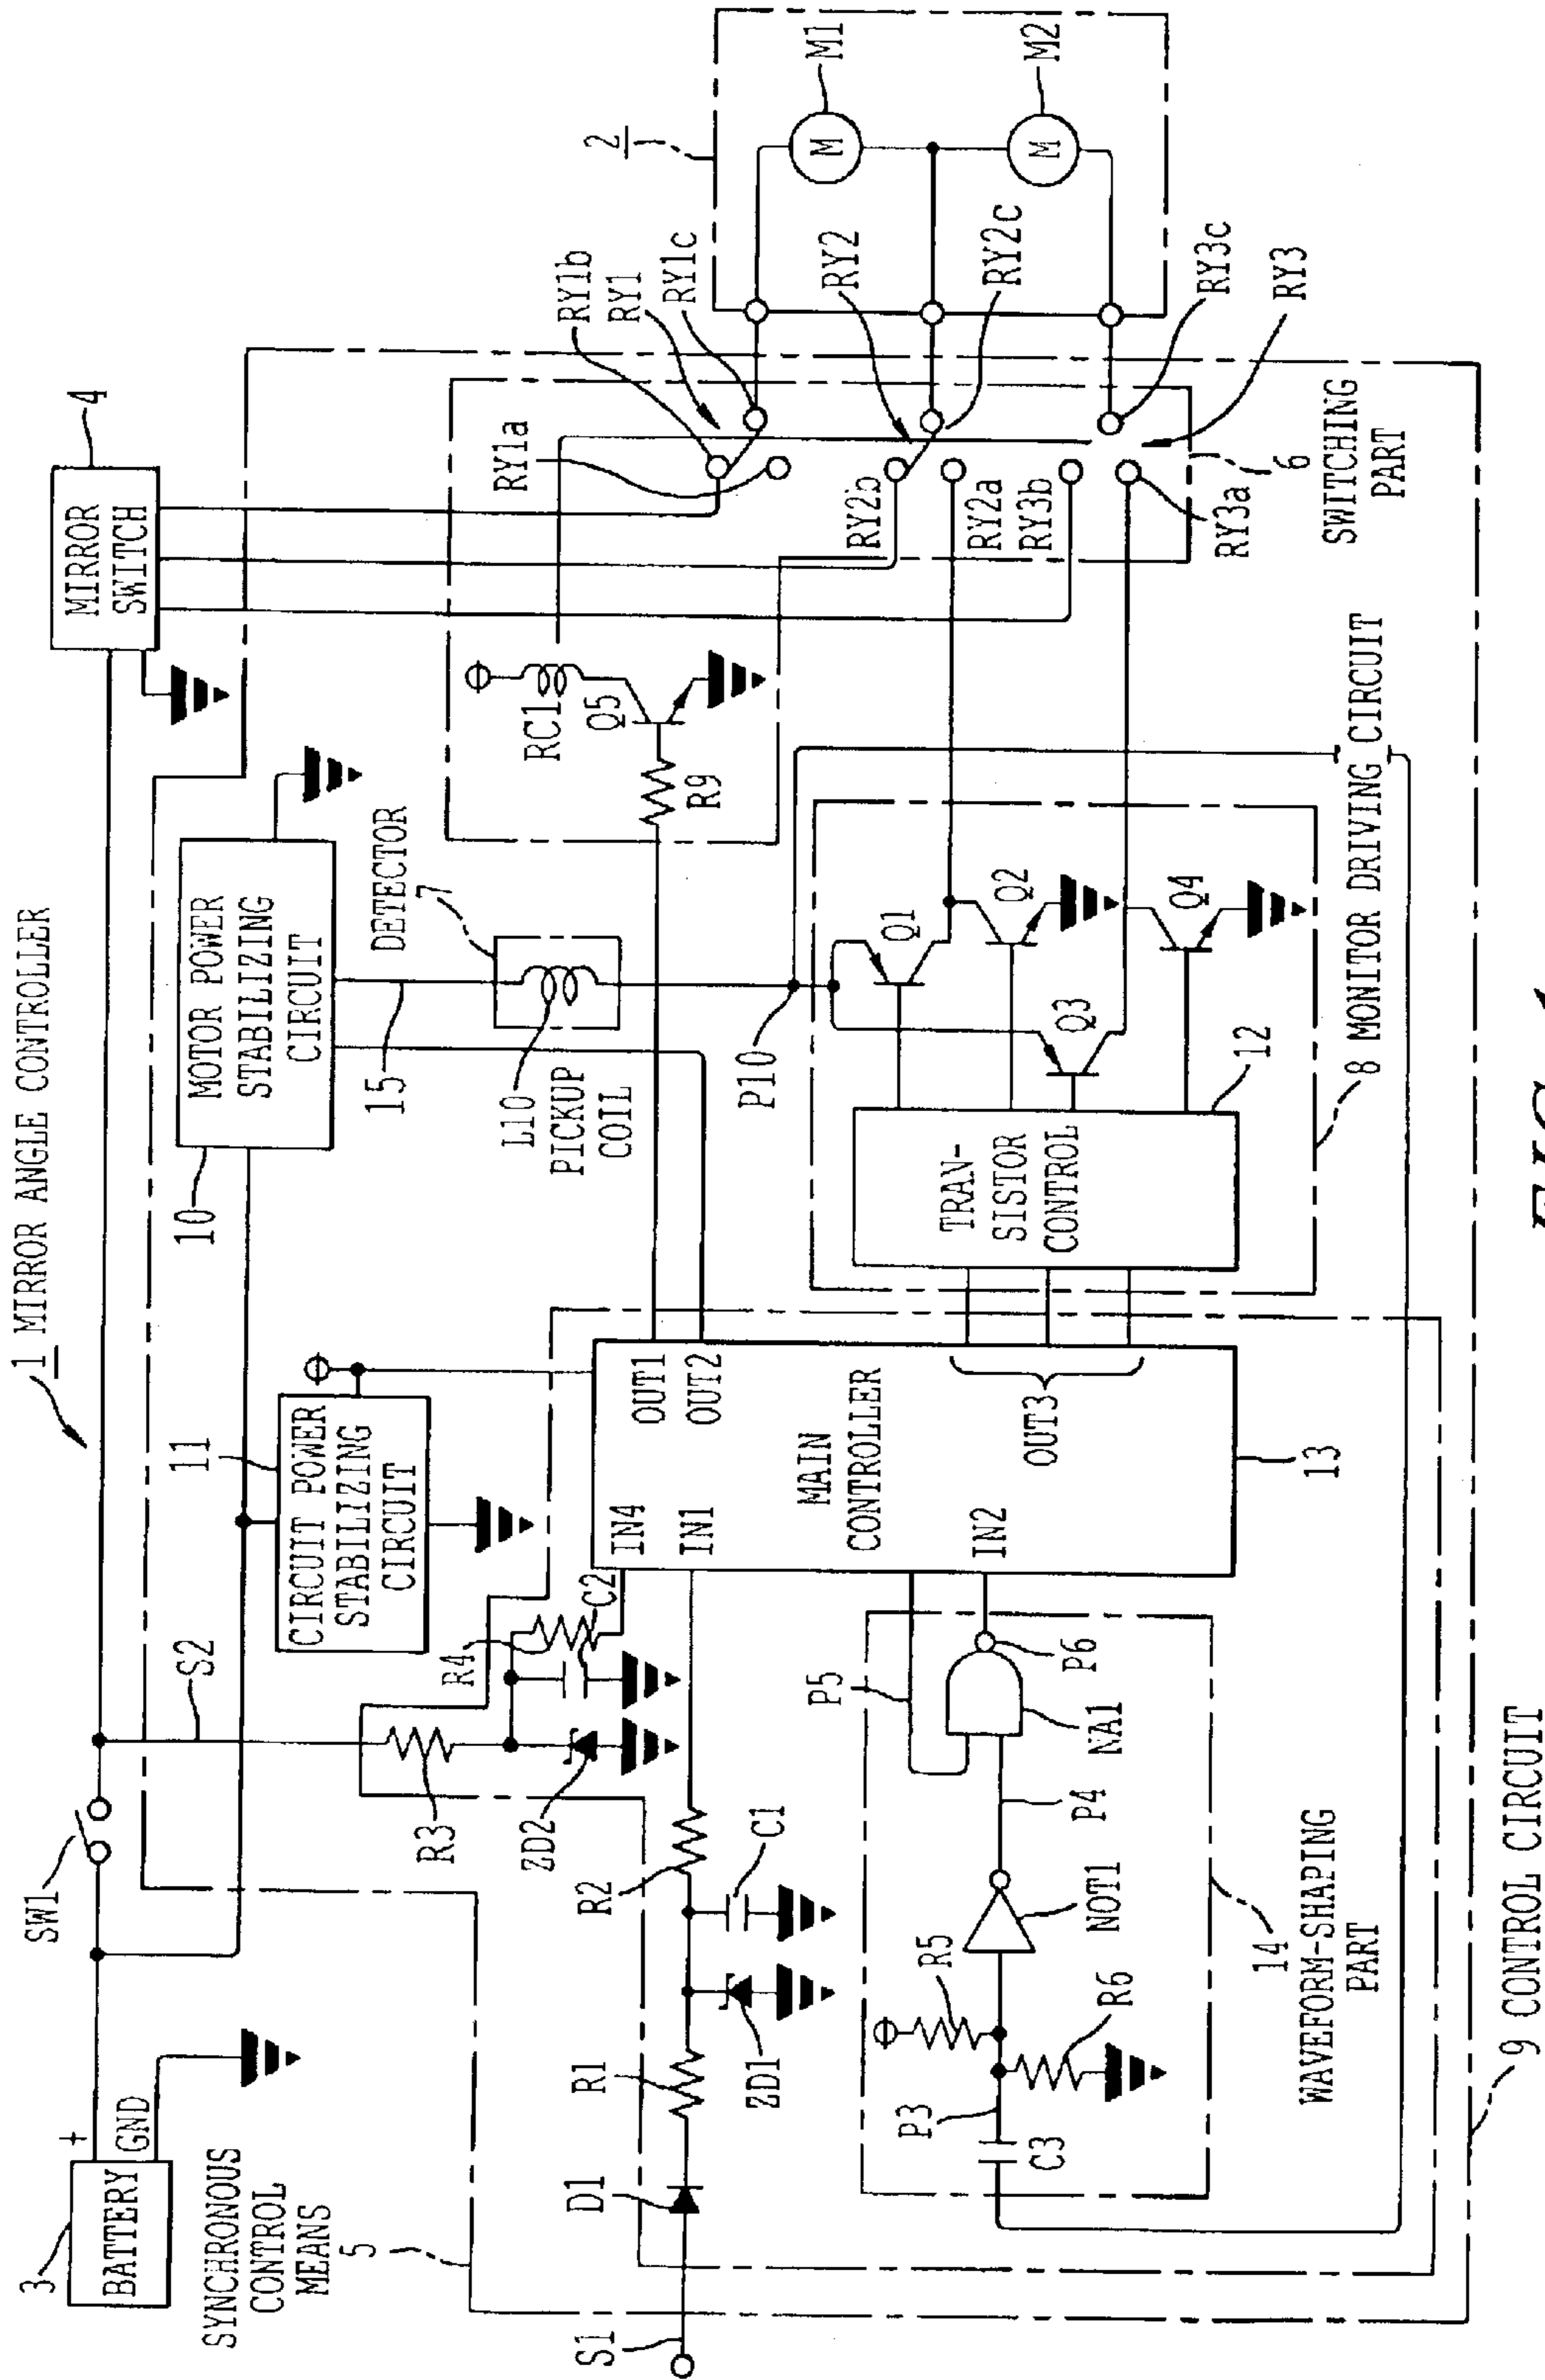 1 MIRROR ANGLE CONTROLLER
3
BATTERY
+
GND
SW1
S2
4
MIRROR
SWITCH
SYNCHRONOUS
CONTROL
MEANS
5
11
CIRCUIT POWER
STABILIZING
CIRCUIT
10
MOTOR POWER
STABILIZING
CIRCUIT
15
DETECTOR
7
L10
PICKUP
COIL
RC1
Q5
R9
RY1a
RY1b
RY1
RY1c
RY2b
RY2
RY2c
RY2a
RY3b
RY3c
RY3
RY3a
6
SWITCHING
PART
2
M
M1
M
M2
R3
R4
C2
ZD2
S1
D1
R1
ZD1
R2
C1
IN4
IN1
IN2
OUT1
OUT2
OUT3
MAIN
CONTROLLER
13
P10
Q1
Q2
Q3
Q4
TRAN-
SISTOR
CONTROL
12
8 MONITOR DRIVING CIRCUIT
P3
C3
R5
R6
NOT1
P4
P5
NA1
P6
14
WAVEFORM-SHAPING
PART
9 CONTROL CIRCUIT